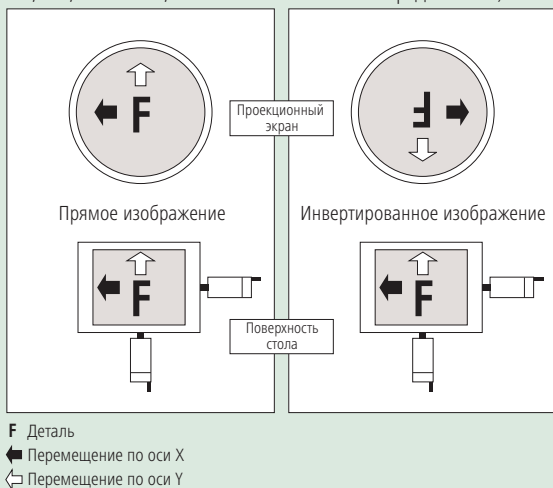 F
F
Проекционный
экран
Прямое изображение
Инвертированное изображение
F
F
Поверхность
стола
F Деталь
Перемещение по оси X
Перемещение по оси Y